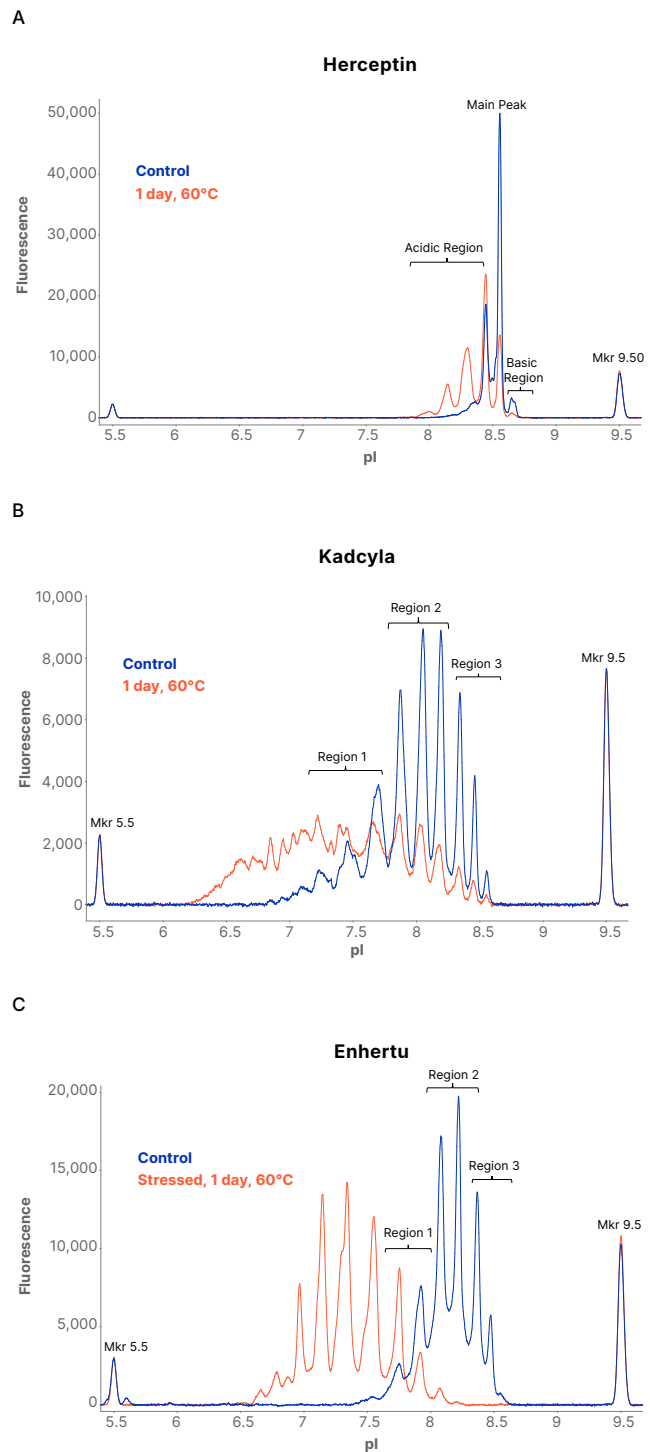 A
Herceptin
Main Peak
50,000
Control
1 day, 60°C
40,000
Fluorescence
30,000
Acidic Region
20,000
Basic
Region
Mkr 9.50
10,000
0
5.5 6 6.5 7 7.5 8 8.5 9 9.5
pI
B
Kadcyla
10,000
Region 2
Control
1 day, 60°C
Region 3
Mkr 9.5
8,000
Fluorescence
6,000
Region 1
4,000
Mkr 5.5
2,000
0
5.5 6 6.5 7 7.5 8 8.5 9 9.5
pI
C
Enhertu
Region 2
20,000
Control
Stressed, 1 day, 60°C
Region 3
15,000
Fluorescence
Region 1
Mkr 9.5
10,000
5,000
Mkr 5.5
0
5.5 6 6.5 7 7.5 8 8.5 9 9.5
pI